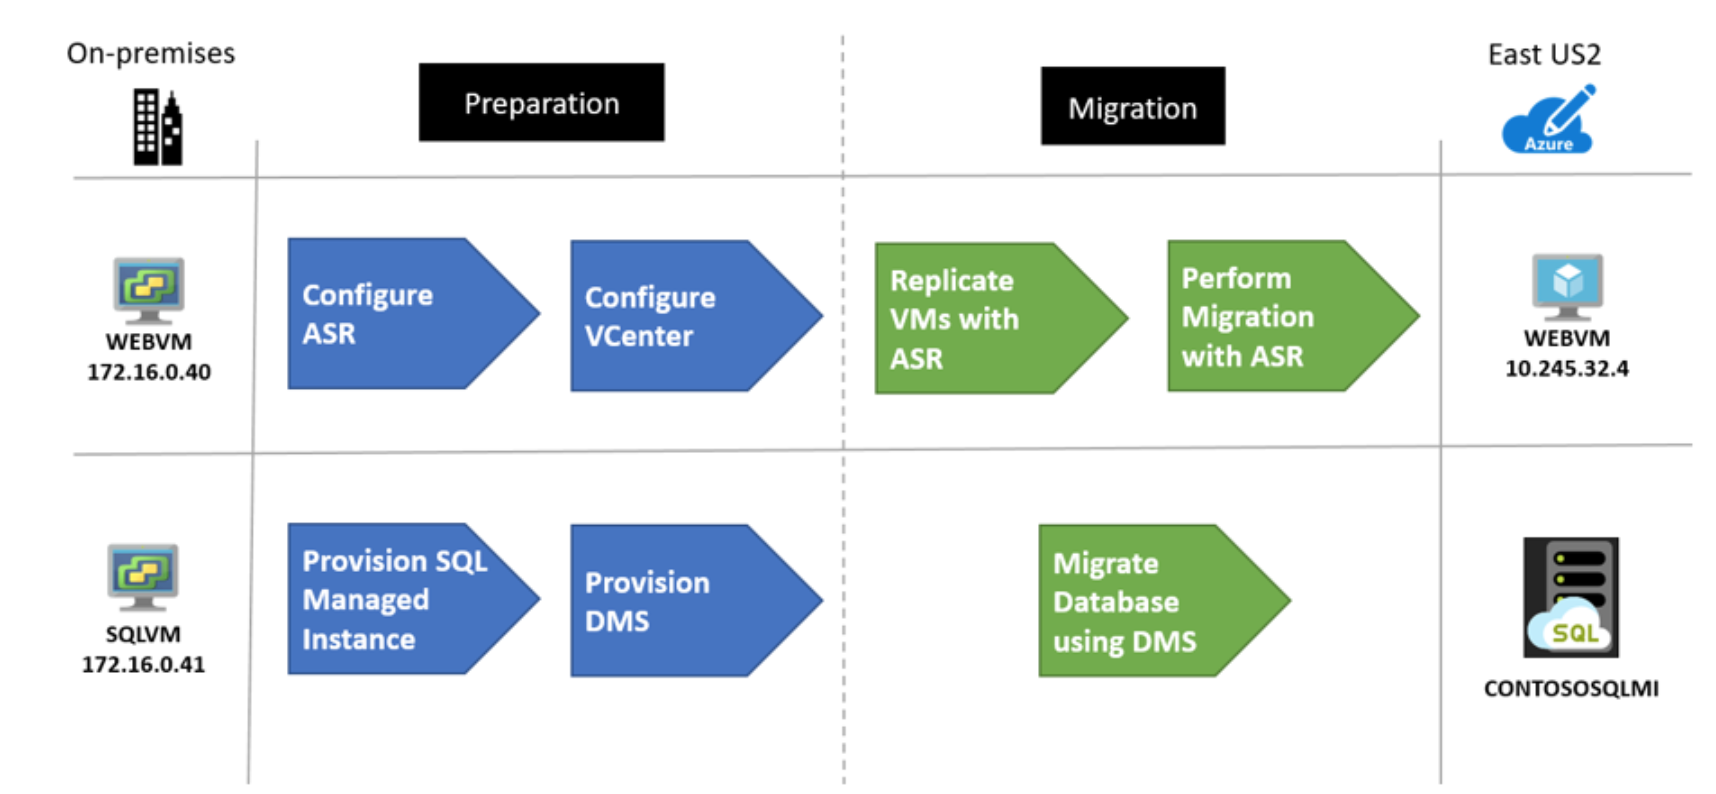 On-premises
Preparation
Migration
East US2
Azure
WEBVM
172.16.0.40
Configure
ASR
Configure
VCenter
Replicate
VMs with
ASR
Perform
Migration
with ASR
WEBVM
10.245.32.4
SQLVM
172.16.0.41
Provision SQL
Managed
Instance
Provision
DMS
Migrate
Database
using DMS
SQL
CONTOSOSQLMI